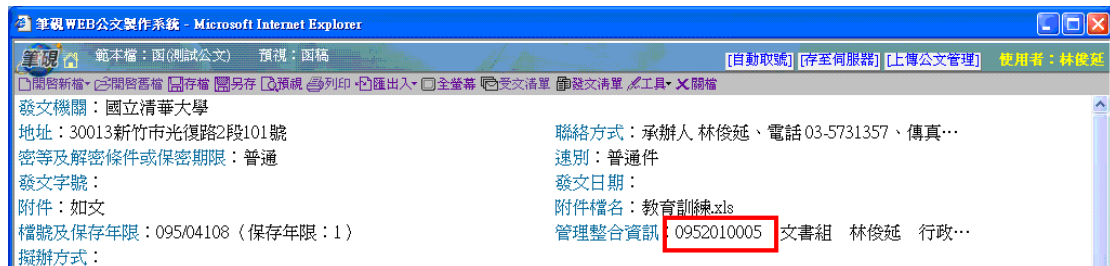 筆硯WEB公文製作系統 - Microsoft Internet Explorer
筆硯 範本檔：函(測試公文) 預視：函稿 [自動取號] [存至伺服器] [上傳公文管理] 使用者：林俊延
開啓新檔 開啓舊檔 存檔 另存 預視 列印 匯出入 全螢幕 受文清單 發文清單 工具 關檔
發文機關：國立清華大學
地址：30013新竹市光復路2段101號 聯絡方式：承辦人 林俊延、電話 03-5731357、傳真…
密等及解密條件或保密期限：普通 速別：普通件
發文字號： 發文日期：
附件：如文 附件檔名：教育訓練.xls
檔號及保存年限：095/04108（保存年限：1） 管理整合資訊：0952010005 文書組 林俊延 行政…
擬辦方式：